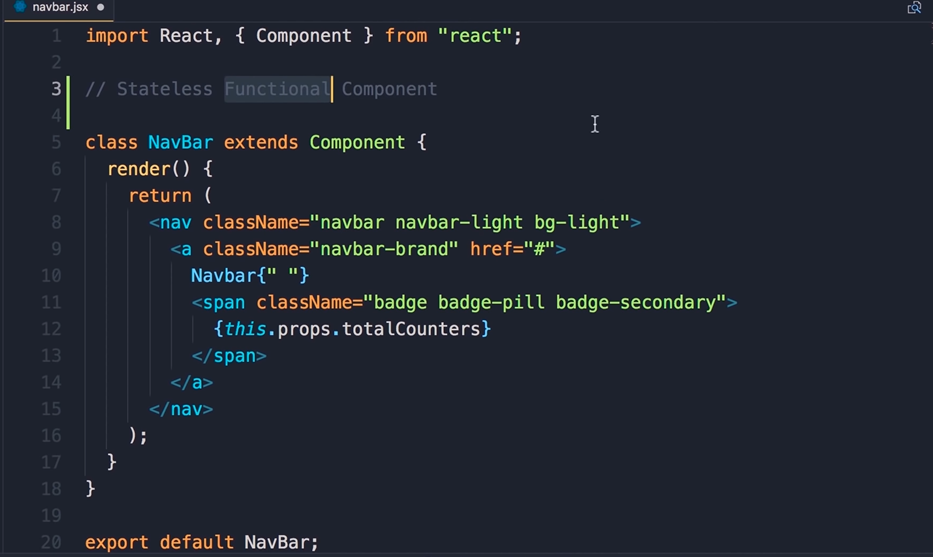 navbar.jsx
1 import React, { Component } from "react";
2
3 // Stateless Functional Component
4
5 class NavBar extends Component {
6 render() {
7 return (
8 <nav className="navbar navbar-light bg-light">
9 <a className="navbar-brand" href="#">
10 Navbar{" "}
11 <span className="badge badge-pill badge-secondary">
12 {this.props.totalCounters}
13 </span>
14 </a>
15 </nav>
16 );
17 }
18 }
19
20 export default NavBar;